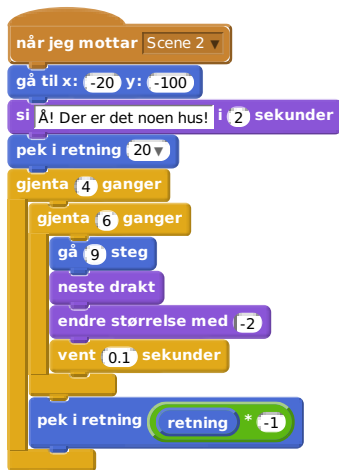 når jeg mottar Scene 2
gå til x: -20 y: -100
si Å! Der er det noen hus! i 2 sekunder
pek i retning 20
gjenta 4 ganger
gjenta 6 ganger
gå 9 steg
neste drakt
endre størrelse med -2
vent 0.1 sekunder
pek i retning retning * -1